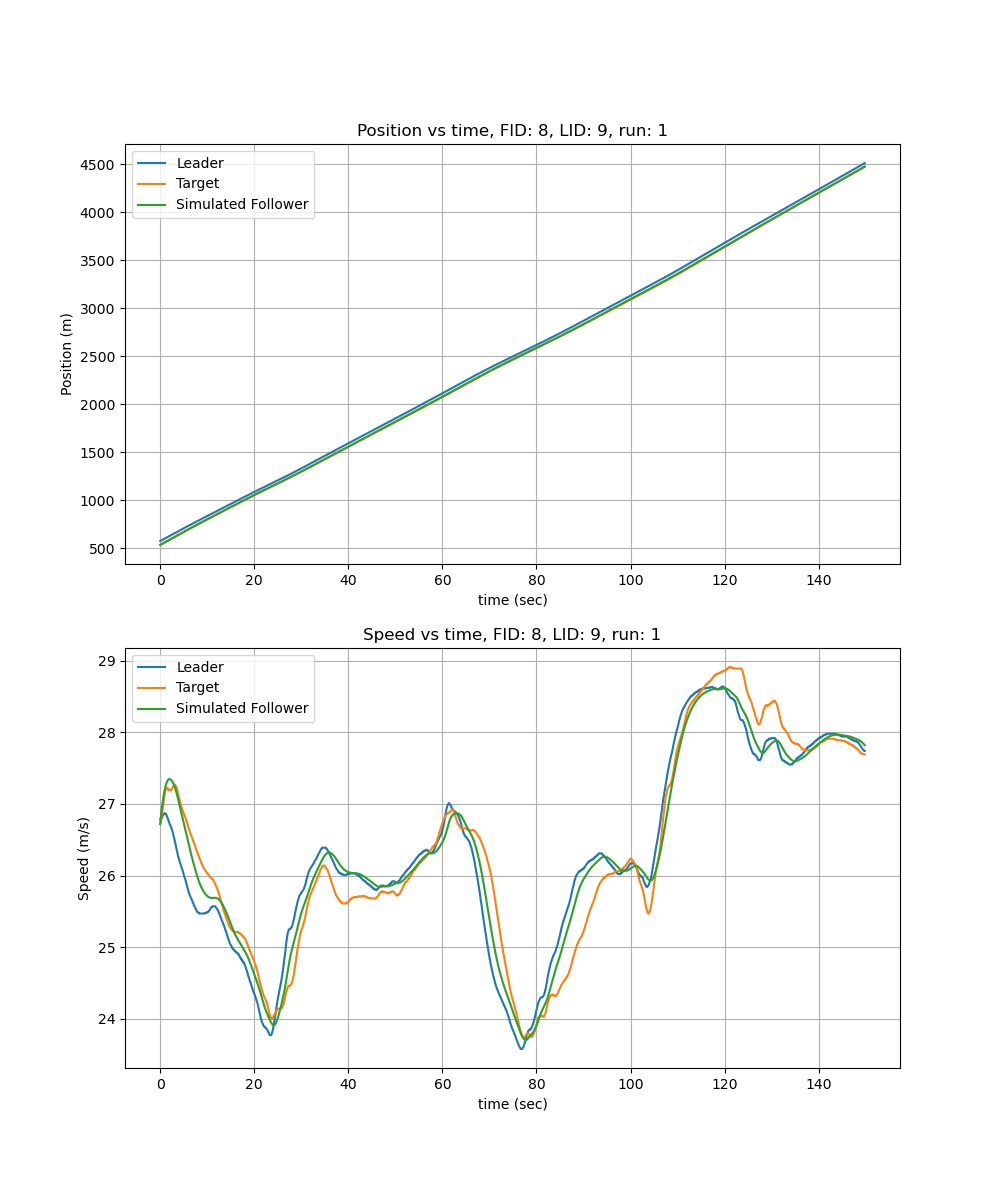 Position vs time, FID: 8, LID: 9, run: 1
Leader
Target
Simulated Follower
4500
4000
3500
3000
2500
2000
1500
1000
500
Position (m)
0 20 40 60 80 100 120 140
time (sec)
Speed vs time, FID: 8, LID: 9, run: 1
Leader
Target
Simulated Follower
29
28
27
26
25
24
Speed (m/s)
0 20 40 60 80 100 120 140
time (sec)